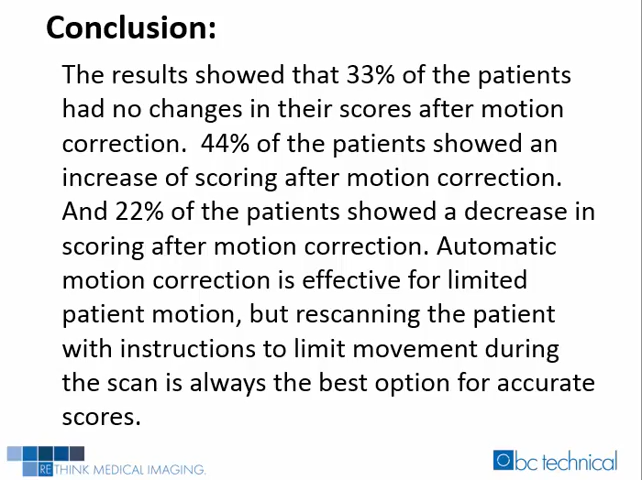 Conclusion:
The results showed that 33% of the patients
had no changes in their scores after motion
correction.  44% of the patients showed an
increase of scoring after motion correction.
And 22% of the patients showed a decrease in
scoring after motion correction. Automatic
motion correction is effective for limited
patient motion, but rescanning the patient
with instructions to limit movement during
the scan is always the best option for accurate
scores.
RETHINK MEDICAL IMAGING.
bc technical